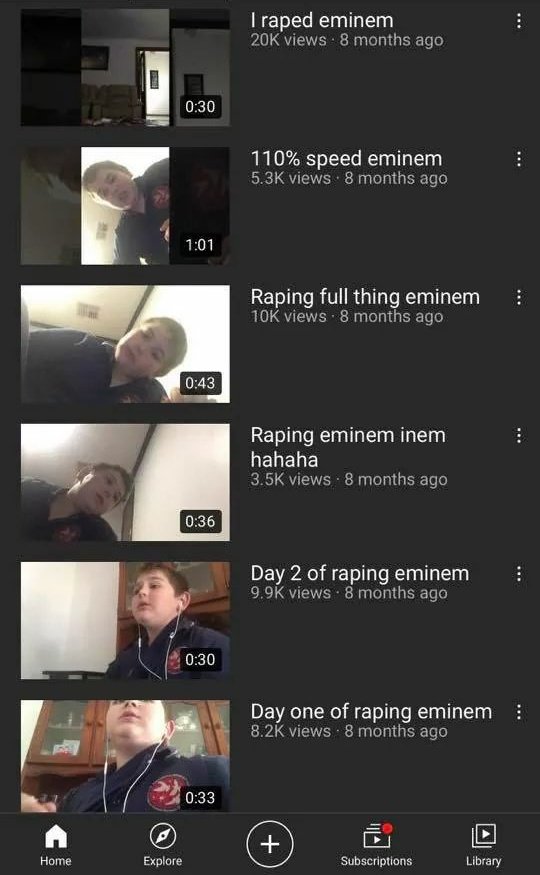 I raped eminem
20K views · 8 months ago
0:30
110% speed eminem
5.3K views · 8 months ago
1:01
Raping full thing eminem
10K views · 8 months ago
0:43
Raping eminem inem
hahaha
3.5K views · 8 months ago
0:36
Day 2 of raping eminem
9.9K views · 8 months ago
0:30
Day one of raping eminem
8.2K views · 8 months ago
0:33
Home
Explore
Subscriptions
Library